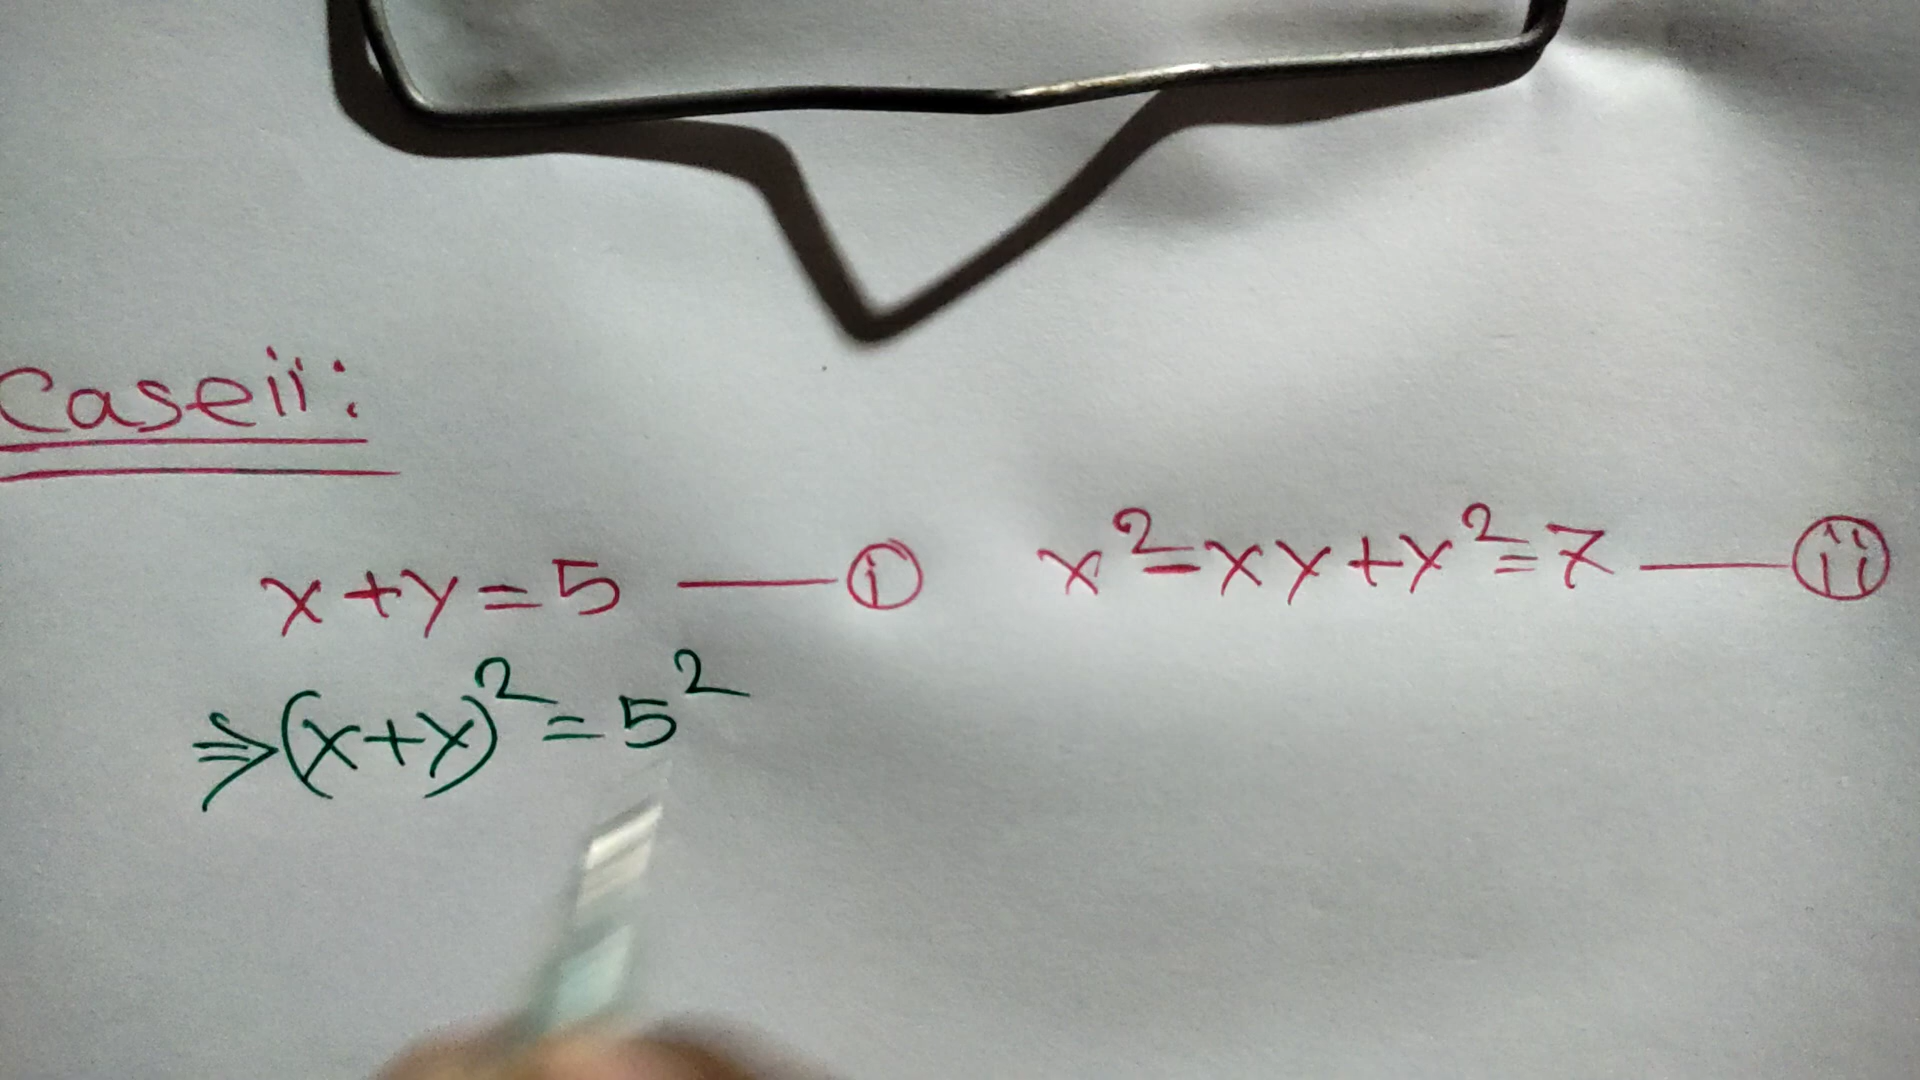 Caseii:
x+y=5 —— (i) x²-xy+y²=7 —— (ii)
⇒(x+y)²=5²